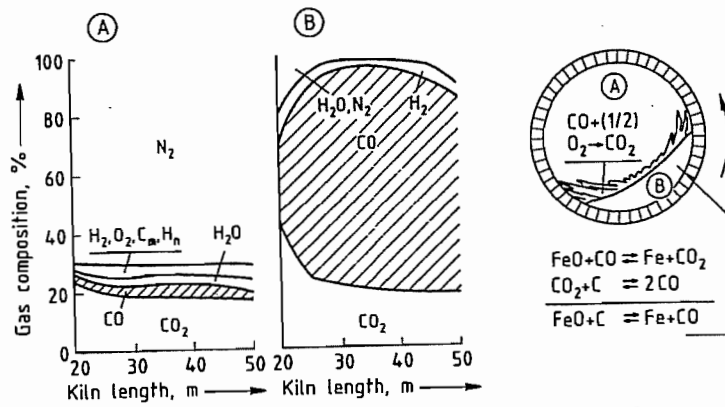 A
B
Gas composition, %
100
80
60
40
20
0
N₂
H₂,O₂,Cₘ,Hₙ
H₂O
CO
CO₂
20 30 40 50
Kiln length, m
H₂O,N₂
H₂
CO
CO₂
20 30 40 50
Kiln length, m
A
CO+(1/2)
O₂→CO₂
B
FeO+CO ⇌ Fe+CO₂
CO₂+C ⇌ 2CO
FeO+C ⇌ Fe+CO